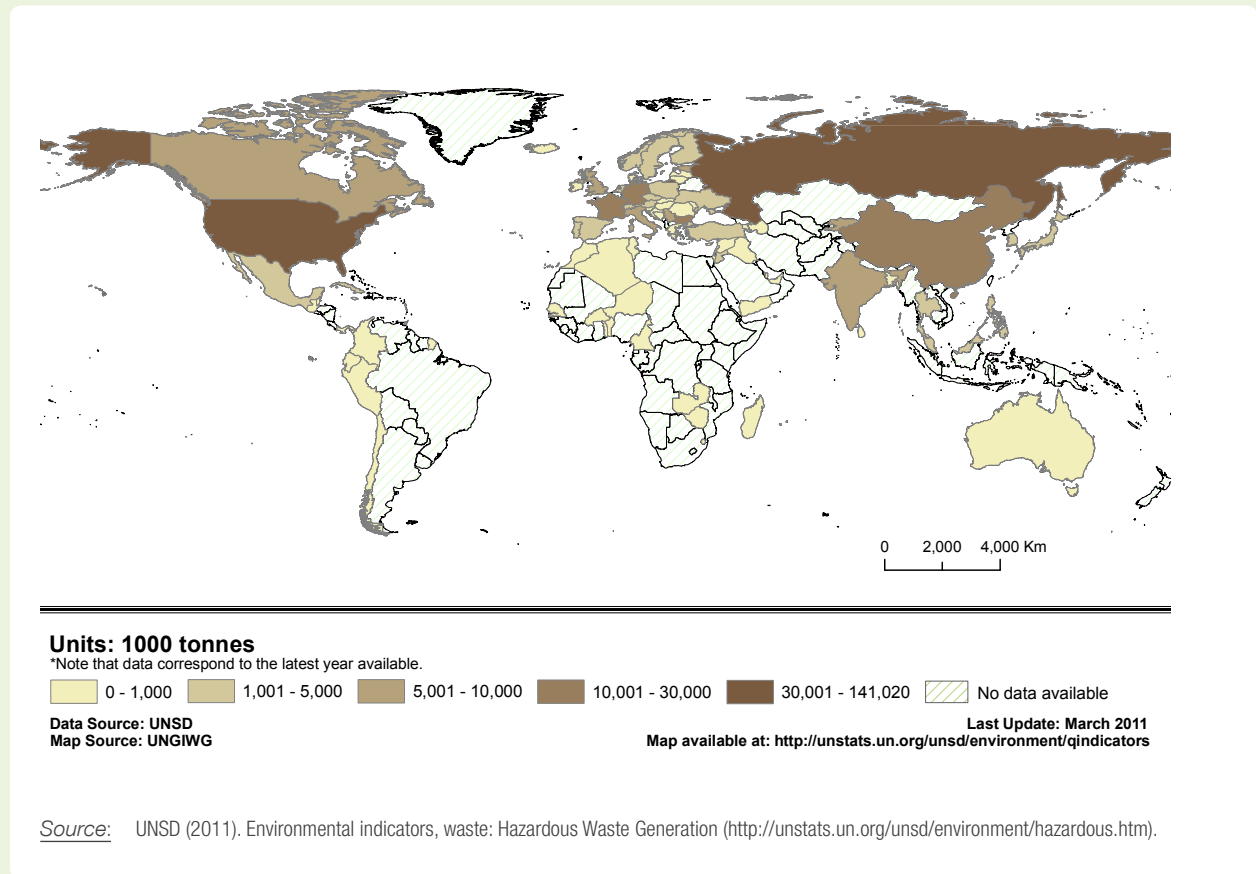 0 2,000 4,000 Km
Units: 1000 tonnes
*Note that data correspond to the latest year available.
0 - 1,000 1,001 - 5,000 5,001 - 10,000 10,001 - 30,000 30,001 - 141,020 No data available
Data Source: UNSD Last Update: March 2011
Map Source: UNGIWG Map available at: http://unstats.un.org/unsd/environment/qindicators
Source: UNSD (2011). Environmental indicators, waste: Hazardous Waste Generation (http://unstats.un.org/unsd/environment/hazardous.htm).